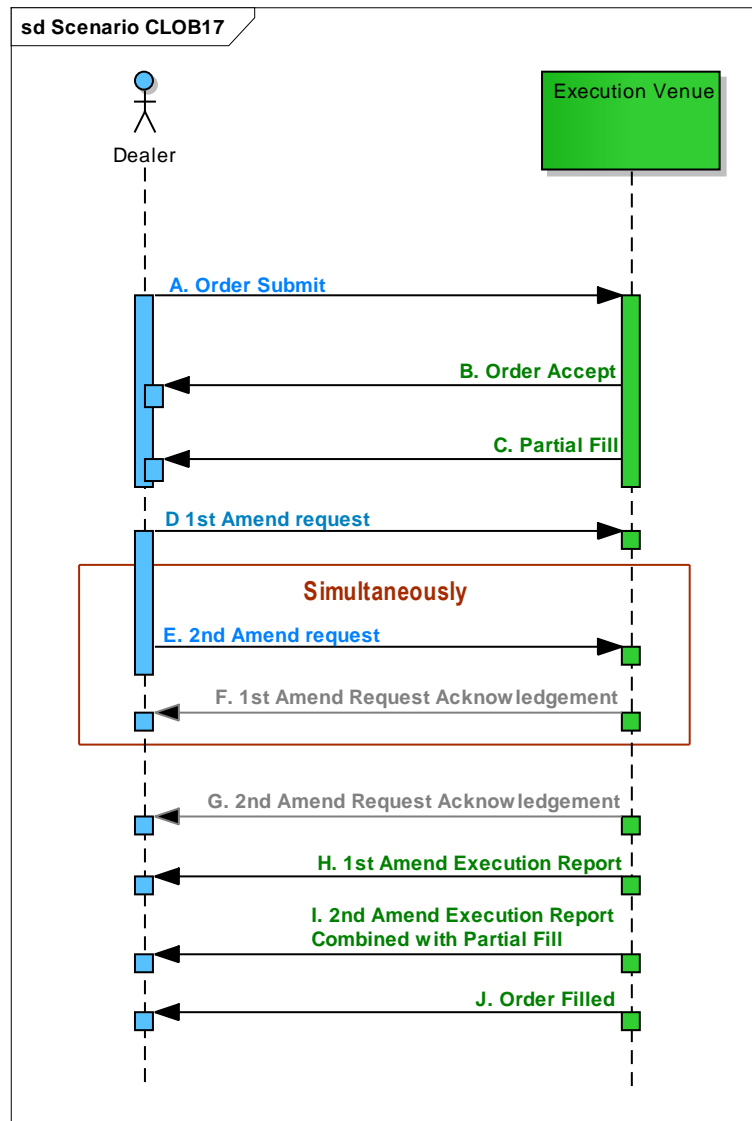 sd Scenario CLOB17
Execution Venue
Dealer
A. Order Submit
B. Order Accept
C. Partial Fill
D 1st Amend request
Simultaneously
E. 2nd Amend request
F. 1st Amend Request Acknowledgement
G. 2nd Amend Request Acknowledgement
H. 1st Amend Execution Report
I. 2nd Amend Execution Report
Combined with Partial Fill
J. Order Filled